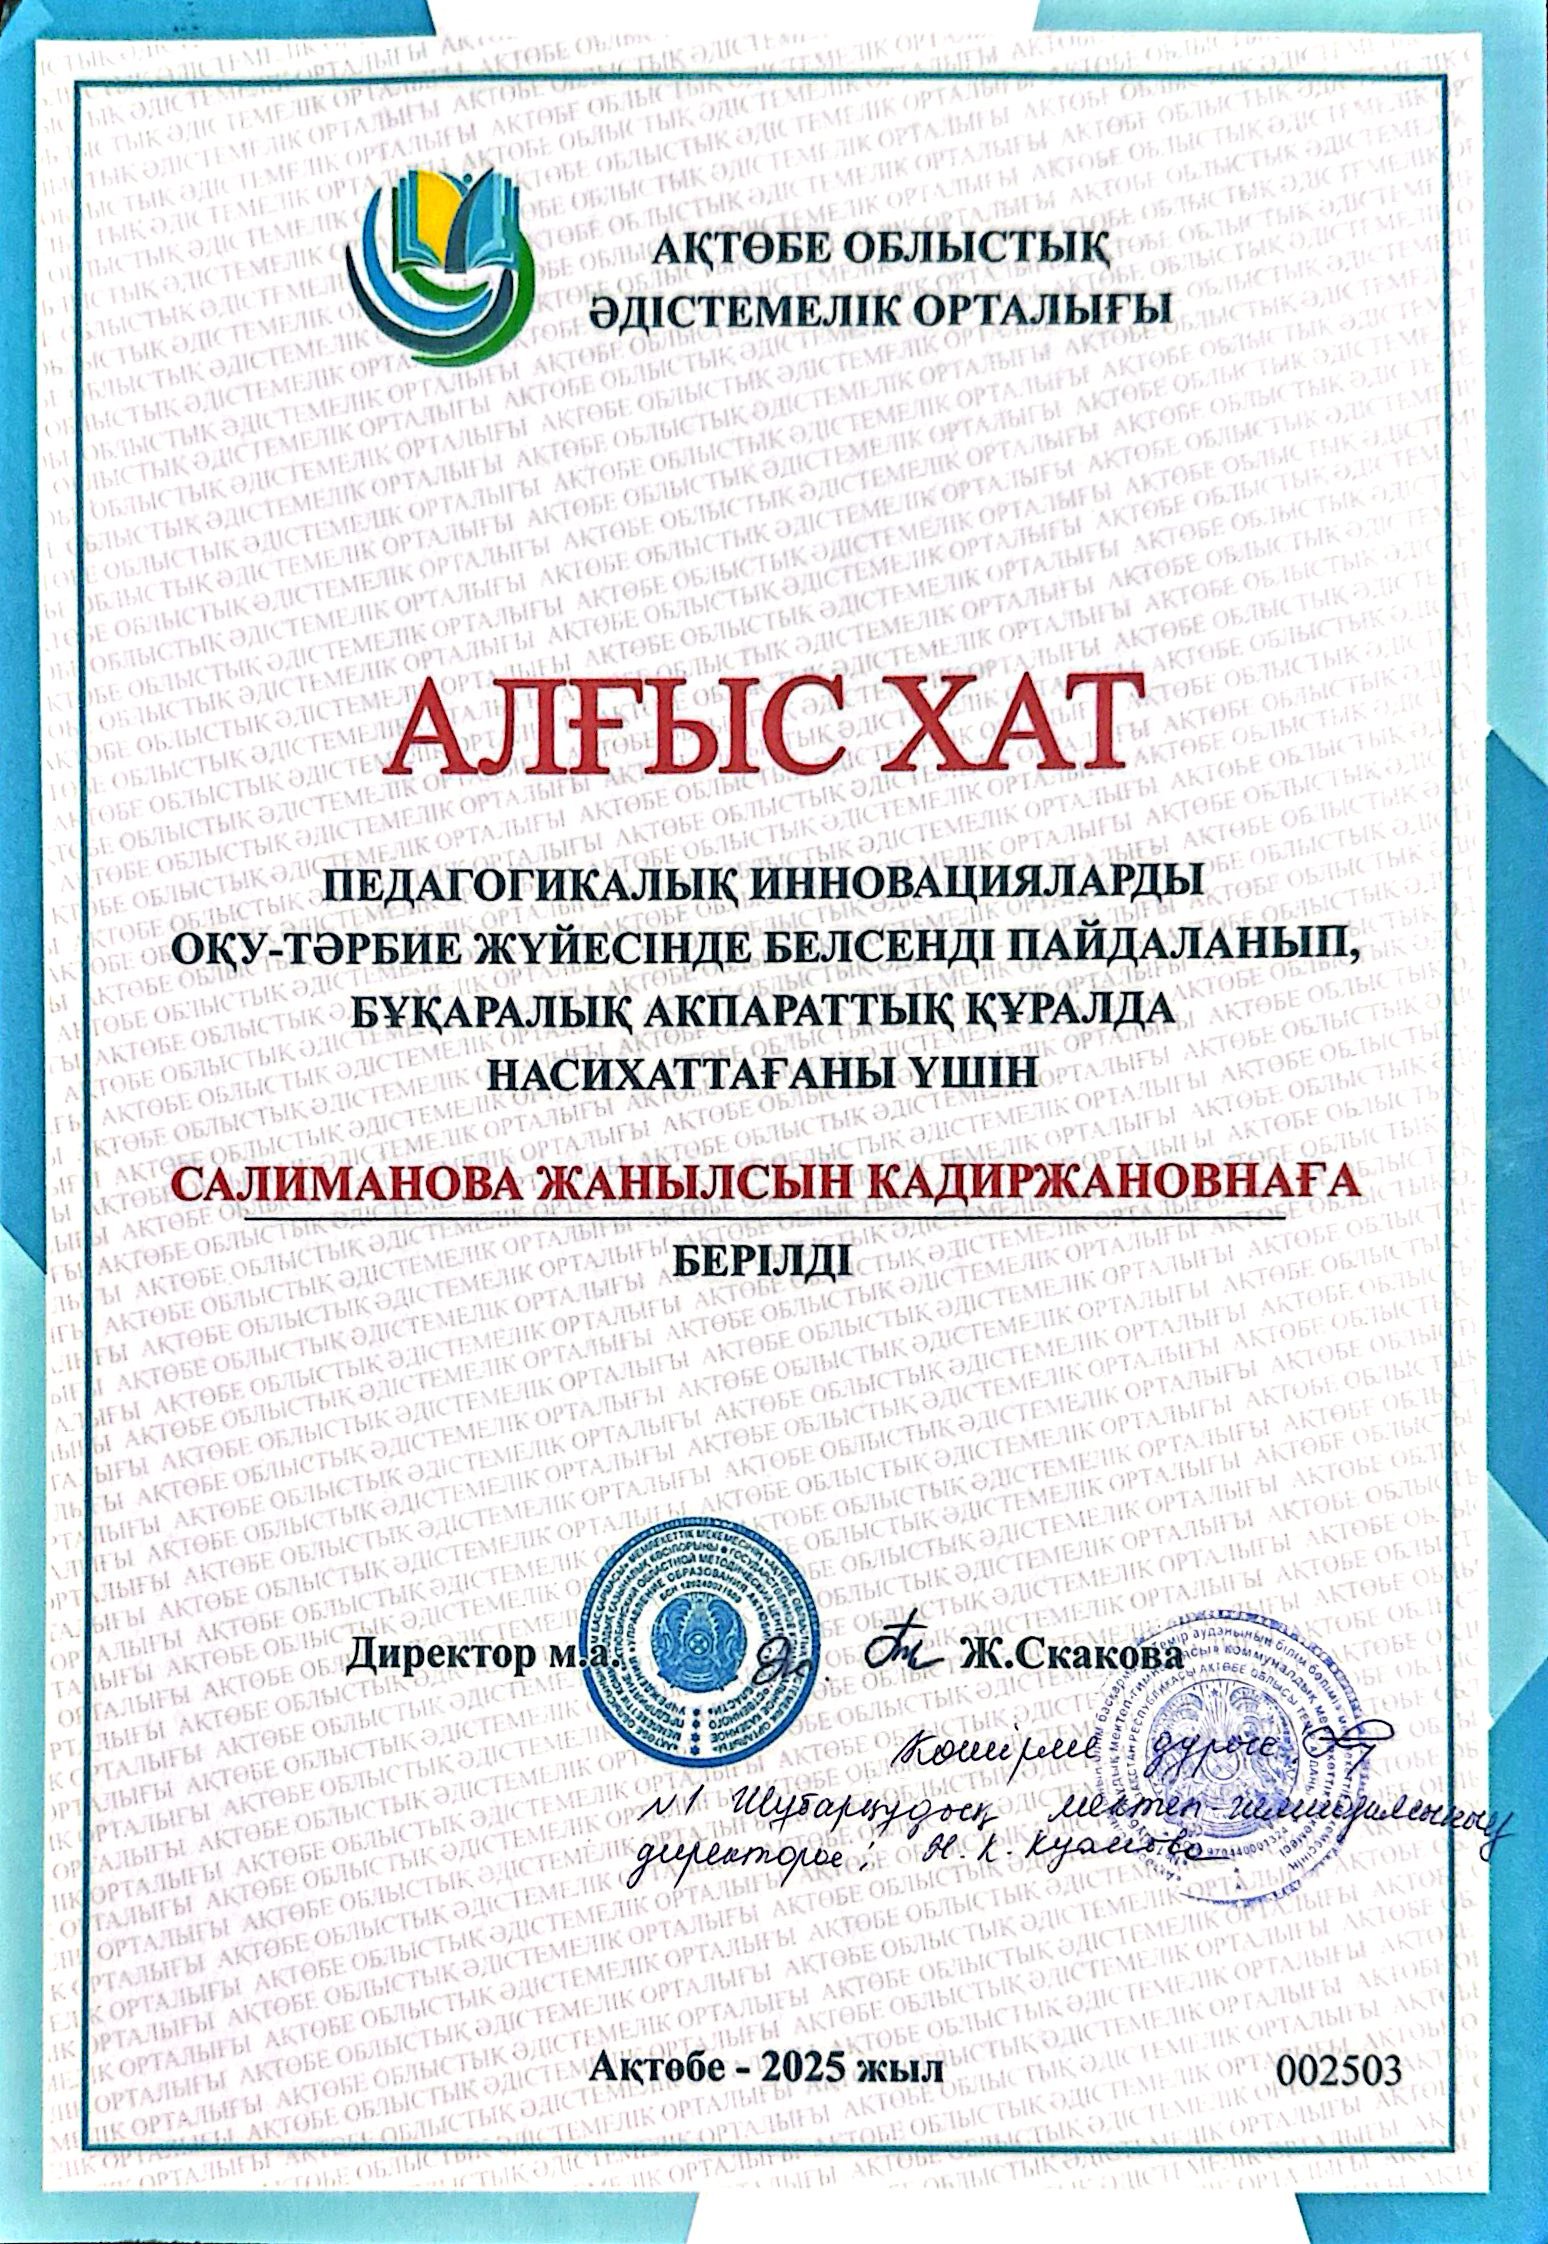 АҚТӨБЕ ОБЛЫСТЫҚ
ӘДІСТЕМЕЛІК ОРТАЛЫҒЫ
АЛҒЫС ХАТ
ПЕДАГОГИКАЛЫҚ ИННОВАЦИЯЛАРДЫ
ОҚУ-ТӘРБИЕ ЖҮЙЕСІНДЕ БЕЛСЕНДІ ПАЙДАЛАНЫП,
БҰҚАРАЛЫҚ АКПАРАТТЫҚ ҚҰРАЛДА
НАСИХАТТАҒАНЫ ҮШІН
САЛИМАНОВА ЖАНЫЛСЫН КАДИРЖАНОВНАҒА
БЕРІЛДІ
Директор м.а. Ж.Скакова
Көшірме дұрыс
№1 Шұбарқұдық мектеп-гимназиясының
директоры: Н. К.
Ақтөбе - 2025 жыл
002503